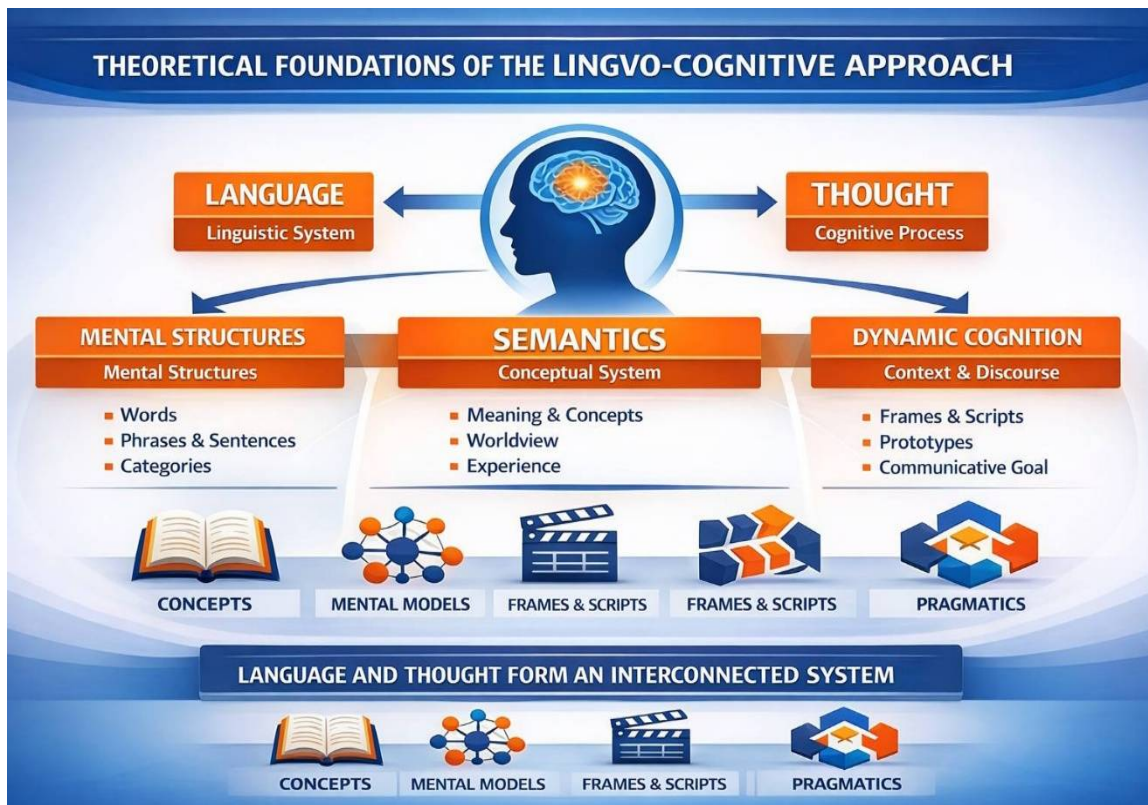 THEORETICAL FOUNDATIONS OF THE LINGVO-COGNITIVE APPROACH
LANGUAGE
Linguistic System
THOUGHT
Cognitive Process
MENTAL STRUCTURES
Mental Structures
Words
Phrases & Sentences
Categories
SEMANTICS
Conceptual System
Meaning & Concepts
Worldview
Experience
DYNAMIC COGNITION
Context & Discourse
Frames & Scripts
Prototypes
Communicative Goal
CONCEPTS
MENTAL MODELS
FRAMES & SCRIPTS
FRAMES & SCRIPTS
PRAGMATICS
LANGUAGE AND THOUGHT FORM AN INTERCONNECTED SYSTEM
CONCEPTS
MENTAL MODELS
FRAMES & SCRIPTS
PRAGMATICS